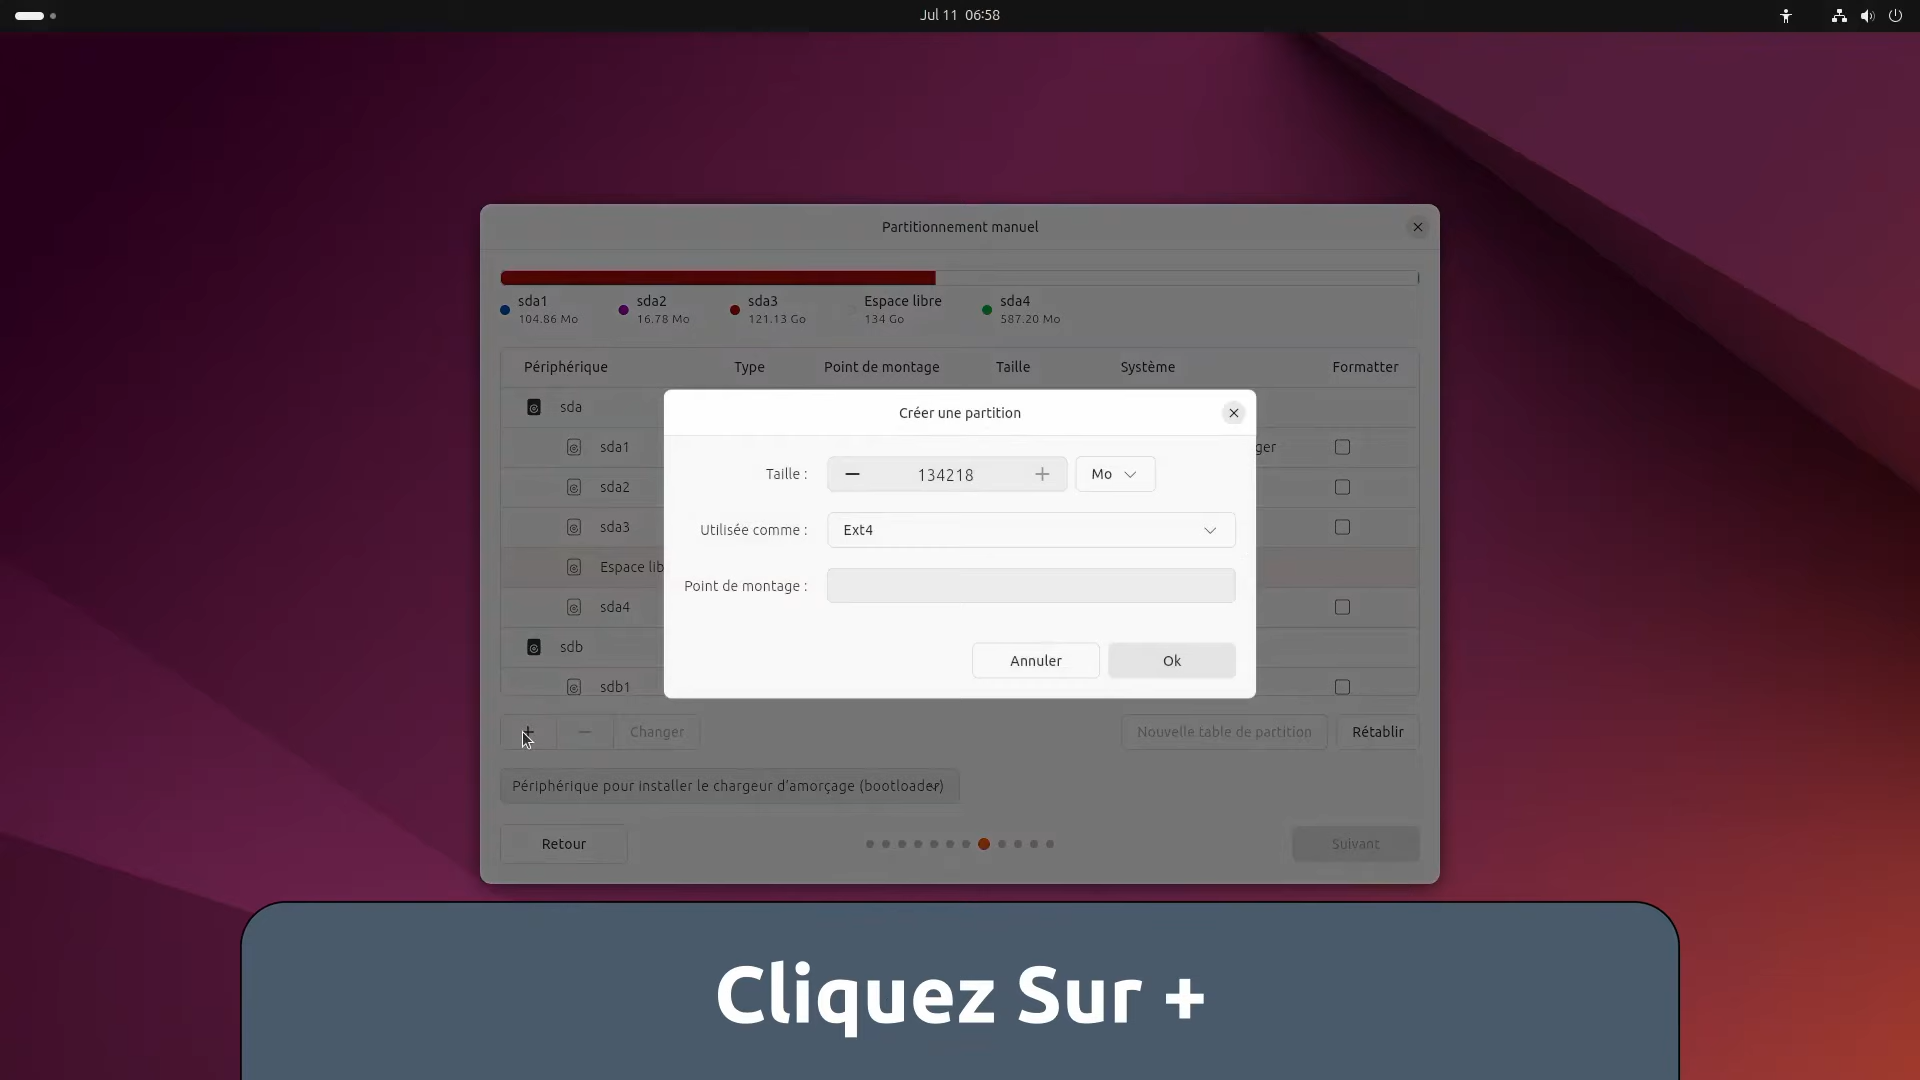 Jul 11 06:58
Partitionnement manuel
sda1
104.86 Mo
sda2
16.78 Mo
sda3
121.13 Go
Espace libre
134 Go
sda4
587.20 Mo
Périphérique Type Point de montage Taille Système Formatter
sda
Créer une partition
sda1
ger
Taille : 134218 Mo
sda2
sda3
Utilisée comme : Ext4
Espace lib
Point de montage :
sda4
sdb
Annuler Ok
sdb1
+ − Changer Nouvelle table de partition Rétablir
Périphérique pour installer le chargeur d'amorçage (bootloader)
Retour Suivant
Cliquez Sur +